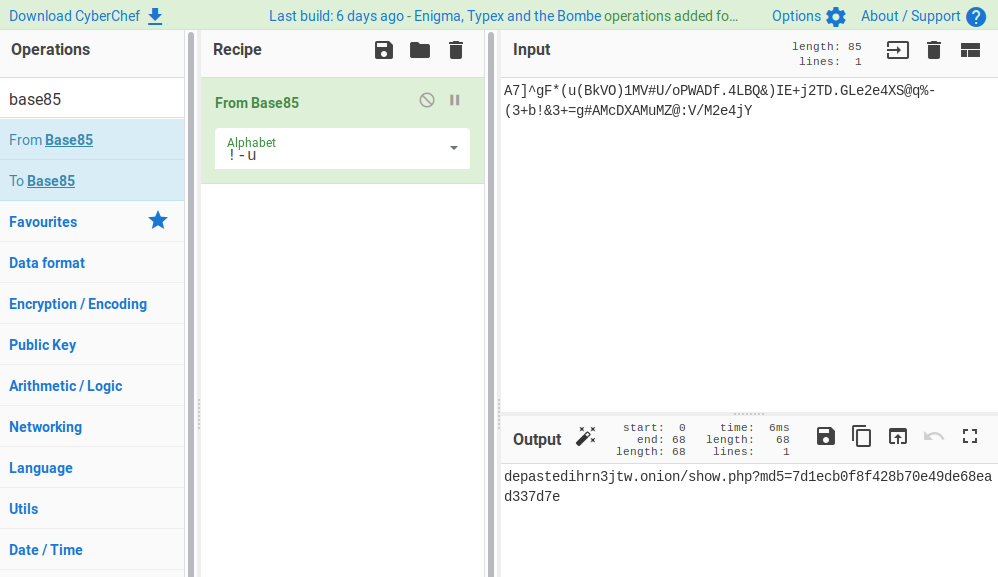 Download CyberChef
Last build: 6 days ago - Enigma, Typex and the Bombe operations added fo…
Options
About / Support
Operations
Recipe
Input
length: 85
lines: 1
base85
From Base85
To Base85
Favourites
Data format
Encryption / Encoding
Public Key
Arithmetic / Logic
Networking
Language
Utils
Date / Time
From Base85
Alphabet
!-u
A7]^gF*(u(BkVO)1MV#U/oPWADf.4LBQ&)IE+j2TD.GLe2e4XS@q%-
(3+b!&3+=g#AMcDXAMuMZ@:V/M2e4jY
Output
start: 0
end: 68
length: 68
time: 6ms
length: 68
lines: 1
depastedihrn3jtw.onion/show.php?md5=7d1ecb0f8f428b70e49de68ea
d337d7e